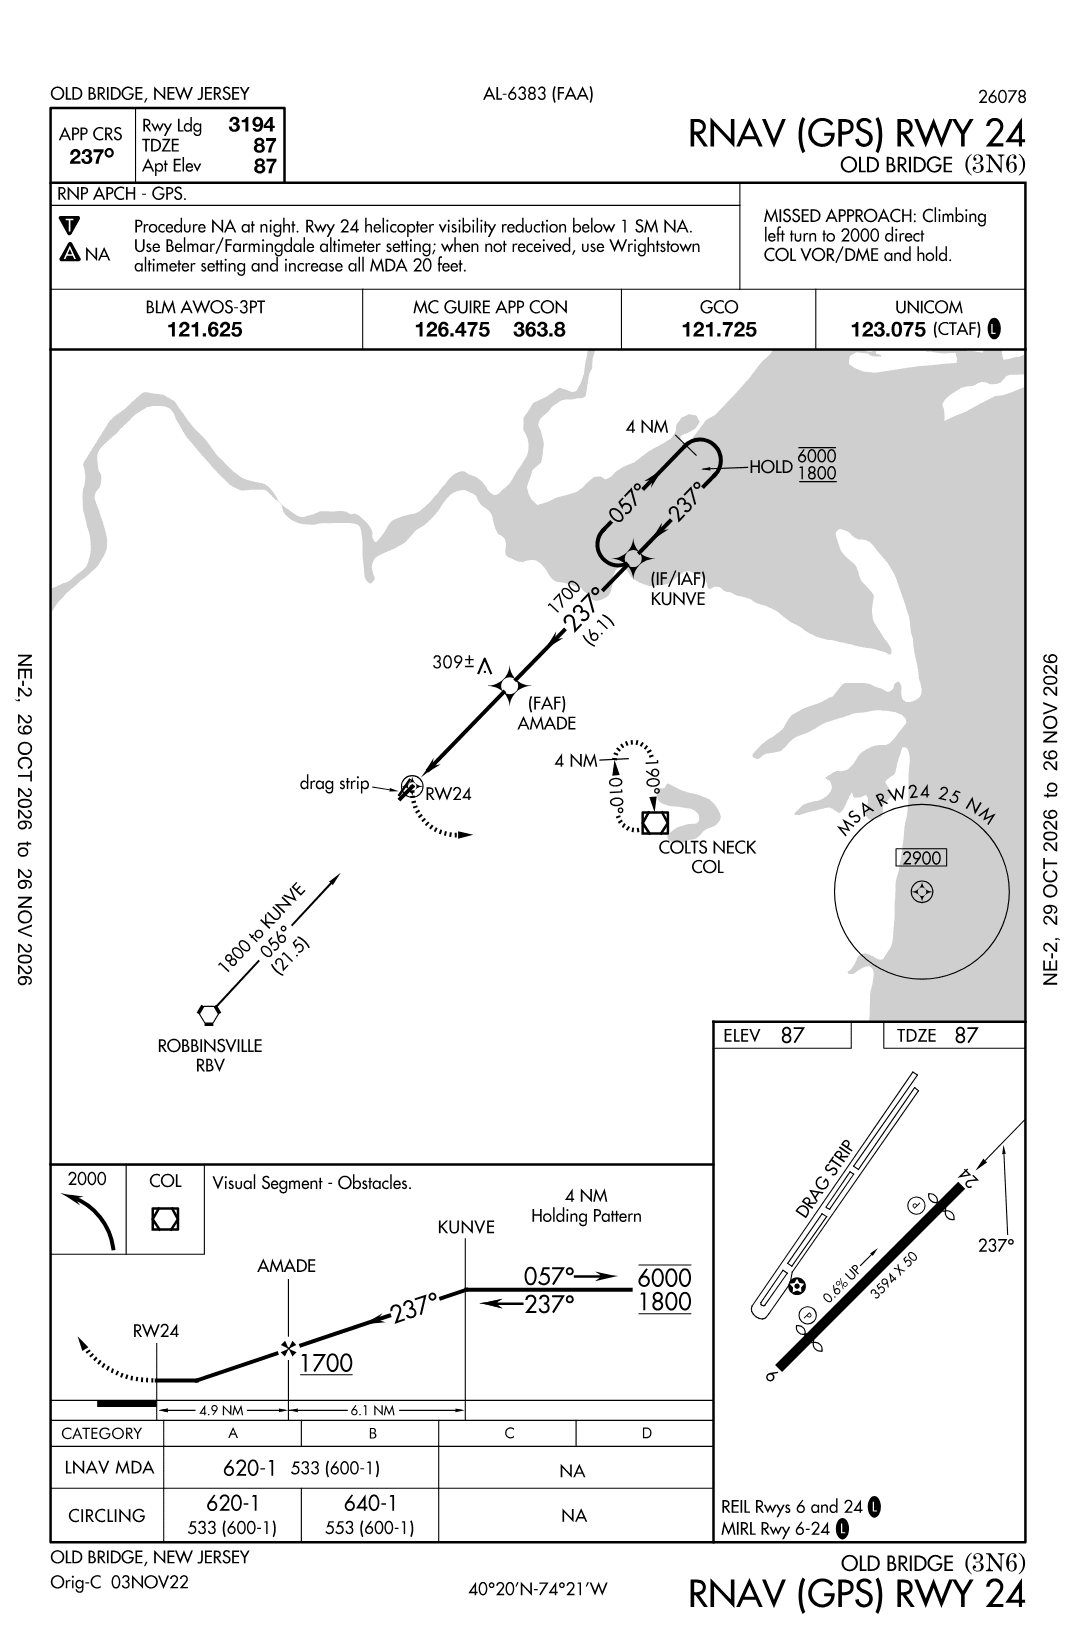 OLD BRIDGE, NEW JERSEY
AL-6383 (FAA)
26078
RNAV (GPS) RWY 24
OLD BRIDGE (3N6)
APP CRS
237°
Rwy Ldg 3194
TDZE 87
Apt Elev 87
RNP APCH - GPS.
T
A NA
Procedure NA at night. Rwy 24 helicopter visibility reduction below 1 SM NA.
Use Belmar/Farmingdale altimeter setting; when not received, use Wrightstown
altimeter setting and increase all MDA 20 feet.
MISSED APPROACH: Climbing
left turn to 2000 direct
COL VOR/DME and hold.
BLM AWOS-3PT
121.625
MC GUIRE APP CON
126.475 363.8
GCO
121.725
UNICOM
123.075 (CTAF) L
4 NM
HOLD 6000
1800
057°
237°
(IF/IAF)
KUNVE
1700
237°
(6.1)
309±
(FAF)
AMADE
drag strip
RW24
4 NM
010°
190°
COLTS NECK
COL
MSA RW24 25 NM
2900
1800 to KUNVE
056°
(21.5)
ROBBINSVILLE
RBV
NE-2, 29 OCT 2026 to 26 NOV 2026
NE-2, 29 OCT 2026 to 26 NOV 2026
ELEV 87
TDZE 87
DRAG STRIP
24
P
237°
0.6% UP
3594 X 50
P
6
REIL Rwys 6 and 24 L
MIRL Rwy 6-24 L
2000
COL
Visual Segment - Obstacles.
4 NM
Holding Pattern
KUNVE
AMADE
RW24
057°
237°
6000
1800
237°
1700
4.9 NM
6.1 NM
CATEGORY A B C D
LNAV MDA 620-1 533 (600-1) NA
CIRCLING 620-1 640-1 NA
533 (600-1) 553 (600-1)
OLD BRIDGE, NEW JERSEY
Orig-C 03NOV22
40°20'N-74°21'W
OLD BRIDGE (3N6)
RNAV (GPS) RWY 24